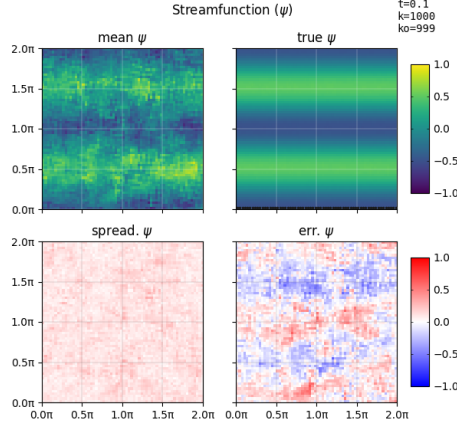 Streamfunction (ψ)
t=0.1
k=1000
ko=999
mean ψ
true ψ
2.0π
1.5π
1.0π
0.5π
0.0π
1.0
0.5
0.0
−0.5
−1.0
spread. ψ
err. ψ
2.0π
1.5π
1.0π
0.5π
0.0π
0.0π 0.5π 1.0π 1.5π 2.0π
0.0π 0.5π 1.0π 1.5π 2.0π
1.0
0.5
0.0
−0.5
−1.0